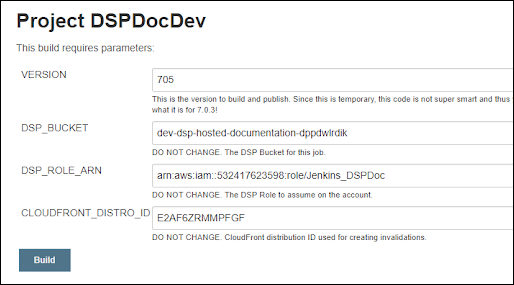 Project DSPDocDev
This build requires parameters:
VERSION
705
This is the version to build and publish. Since this is temporary, this code is not super smart and thus
what it is for 7.0.3!
DSP_BUCKET
dev-dsp-hosted-documentation-dppdwlrdik
DO NOT CHANGE. The DSP Bucket for this job.
DSP_ROLE_ARN
arn:aws:iam::532417623598:role/Jenkins_DSPDoc
DO NOT CHANGE. The DSP Role to assume on the account.
CLOUDFRONT_DISTRO_ID
E2AF6ZRMMPFGF
DO NOT CHANGE. CloudFront distribution ID used for creating invalidations.
Build